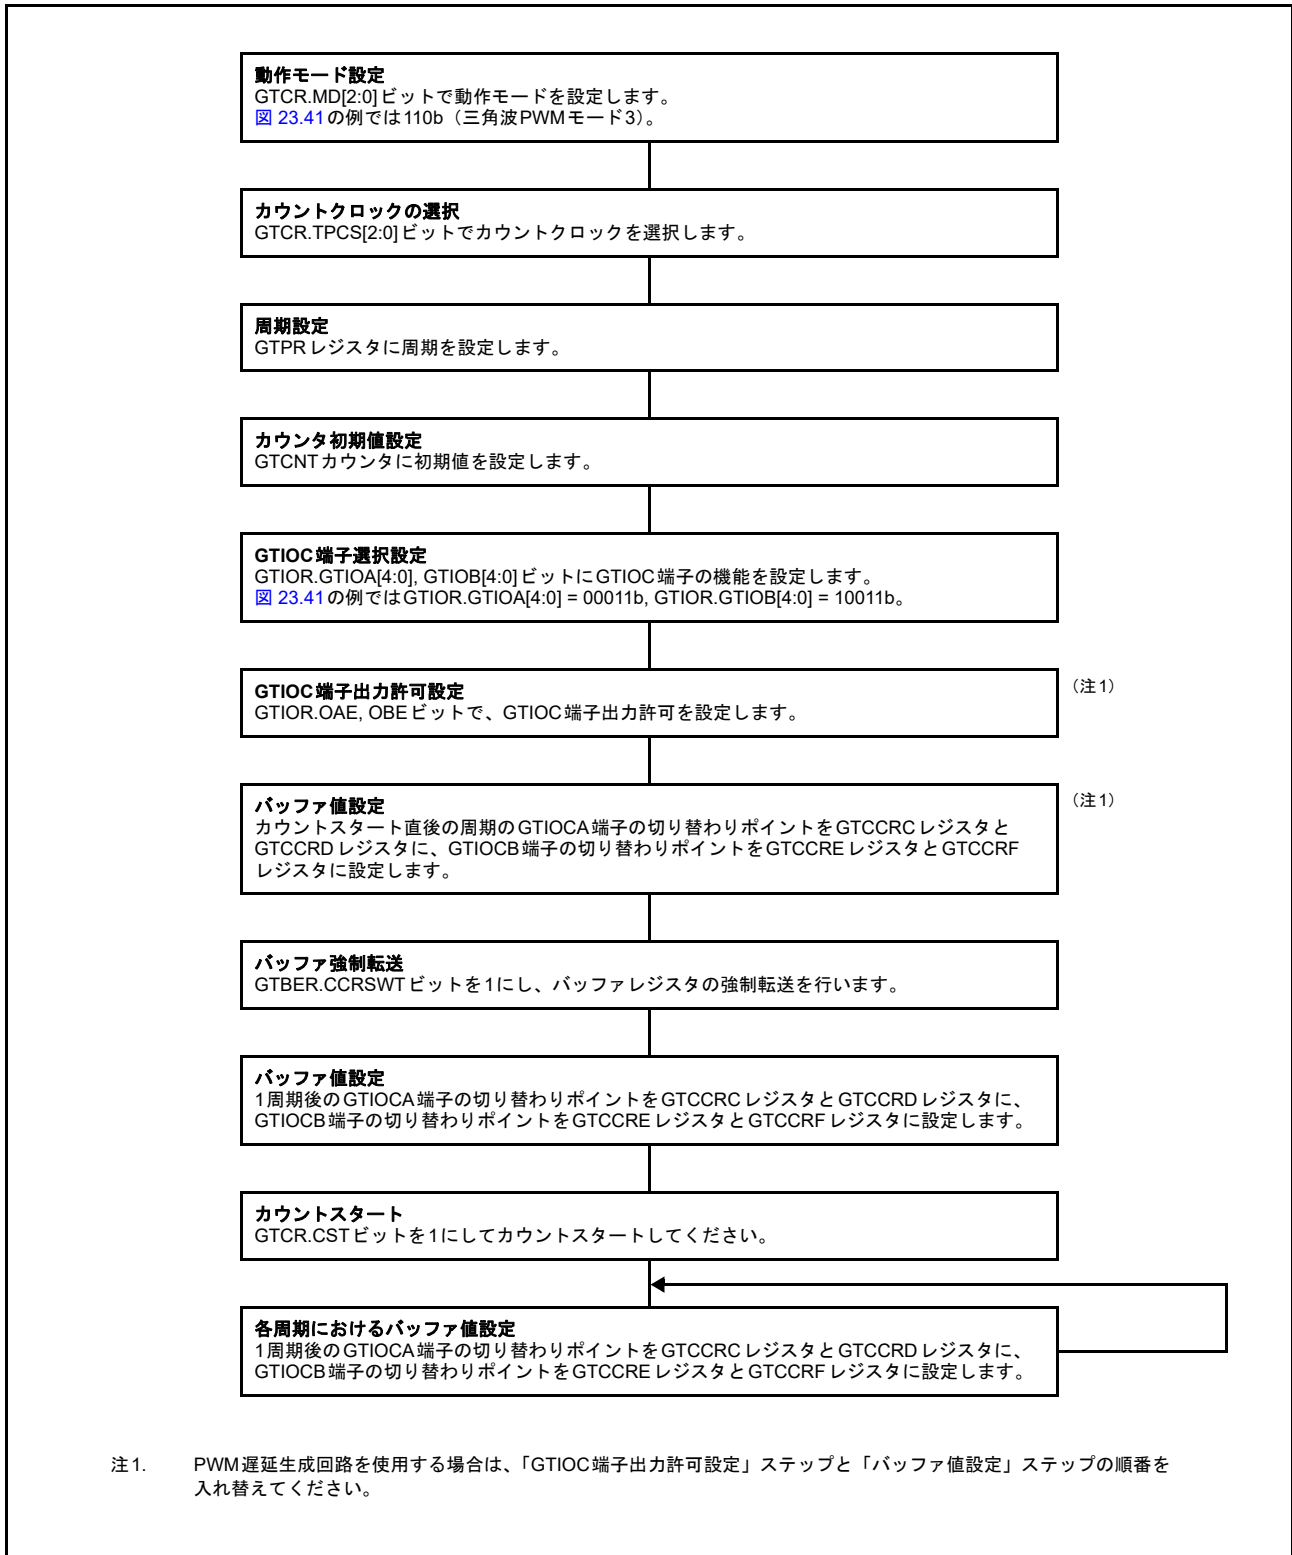 動作モード設定
GTCR.MD[2:0]ビットで動作モードを設定します。
図 23.41の例では110b（三角波PWMモード3）。
カウントクロックの選択
GTCR.TPCS[2:0]ビットでカウントクロックを選択します。
周期設定
GTPRレジスタに周期を設定します。
カウンタ初期値設定
GTCNTカウンタに初期値を設定します。
GTIOC端子選択設定
GTIOR.GTIOA[4:0], GTIOB[4:0]ビットにGTIOC端子の機能を設定します。
図 23.41の例ではGTIOR.GTIOA[4:0] = 00011b, GTIOR.GTIOB[4:0] = 10011b。
GTIOC端子出力許可設定
GTIOR.OAE, OBEビットで、GTIOC端子出力許可を設定します。
（注1）
バッファ値設定
カウントスタート直後の周期のGTIOCA端子の切り替わりポイントをGTCCRCレジスタと
GTCCRDレジスタに、GTIOCB端子の切り替わりポイントをGTCCREレジスタとGTCCRF
レジスタに設定します。
（注1）
バッファ強制転送
GTBER.CCRSWTビットを1にし、バッファレジスタの強制転送を行います。
バッファ値設定
1周期後のGTIOCA端子の切り替わりポイントをGTCCRCレジスタとGTCCRDレジスタに、
GTIOCB端子の切り替わりポイントをGTCCREレジスタとGTCCRFレジスタに設定します。
カウントスタート
GTCR.CSTビットを1にしてカウントスタートしてください。
各周期におけるバッファ値設定
1周期後のGTIOCA端子の切り替わりポイントをGTCCRCレジスタとGTCCRDレジスタに、
GTIOCB端子の切り替わりポイントをGTCCREレジスタとGTCCRFレジスタに設定します。
注1. PWM遅延生成回路を使用する場合は、「GTIOC端子出力許可設定」ステップと「バッファ値設定」ステップの順番を
入れ替えてください。